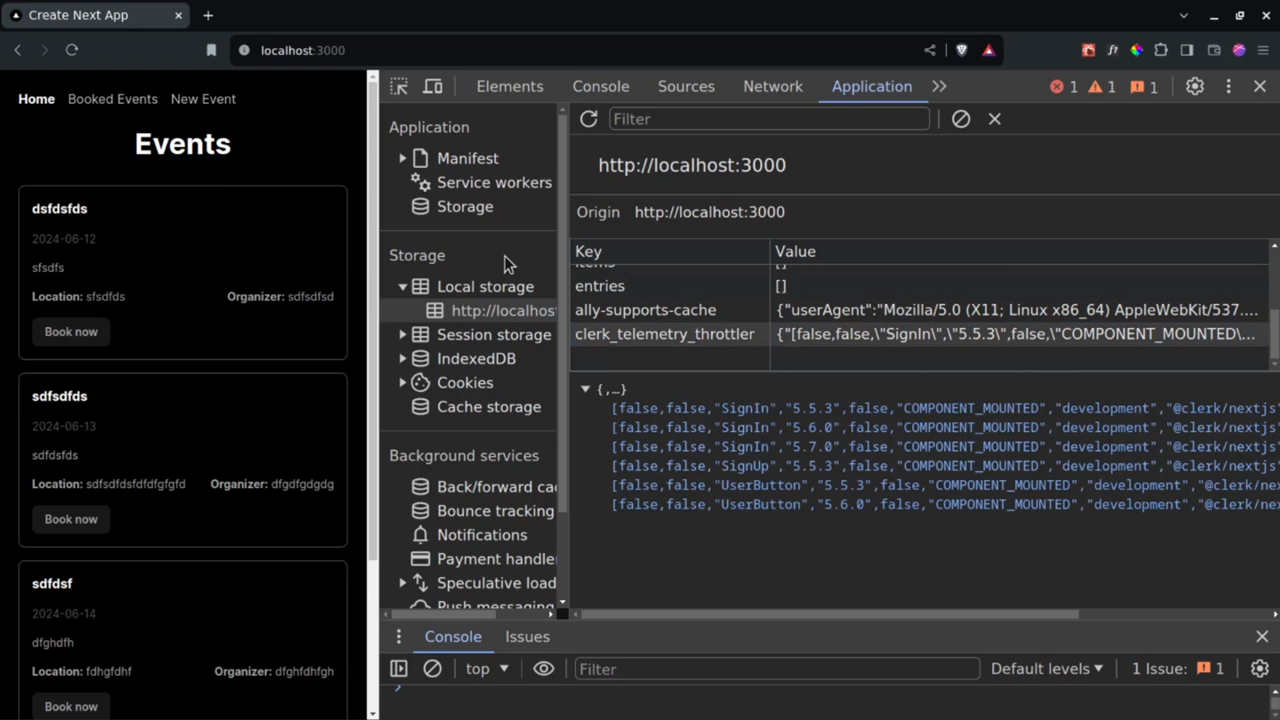 Create Next App
localhost:3000
Home Booked Events New Event
Events
dsfdsfds
2024-06-12
sfsdfs
Location: sfsdfds Organizer: sdfsdfsd
Book now
sdfsdfds
2024-06-13
sdfsdfds
Location: sdfsdfdsfdfdfgfgfd Organizer: dfgdfgdgdg
Book now
sdfdsf
2024-06-14
dfghdfh
Location: fdhgfdhf Organizer: dfghfdhfgh
Book now
Elements Console Sources Network Application 1 1 1
Application
Manifest
Service workers
Storage
Storage
Local storage
http://localhos
Session storage
IndexedDB
Cookies
Cache storage
Background services
Back/forward ca
Bounce tracking
Notifications
Payment handle
Speculative load
Push messaging
Filter
http://localhost:3000
Origin http://localhost:3000
Key Value
items []
entries []
ally-supports-cache {"userAgent":"Mozilla/5.0 (X11; Linux x86_64) AppleWebKit/537.…
clerk_telemetry_throttler {"[false,false,\"SignIn\",\"5.5.3\",false,\"COMPONENT_MOUNTED\…
{,…}
[false,false,"SignIn","5.5.3",false,"COMPONENT_MOUNTED","development","@clerk/nextjs"
[false,false,"SignIn","5.6.0",false,"COMPONENT_MOUNTED","development","@clerk/nextjs"
[false,false,"SignIn","5.7.0",false,"COMPONENT_MOUNTED","development","@clerk/nextjs"
[false,false,"SignUp","5.5.3",false,"COMPONENT_MOUNTED","development","@clerk/nextjs"
[false,false,"UserButton","5.5.3",false,"COMPONENT_MOUNTED","development","@clerk/ne
[false,false,"UserButton","5.6.0",false,"COMPONENT_MOUNTED","development","@clerk/ne
Console Issues
top Filter Default levels 1 Issue: 1